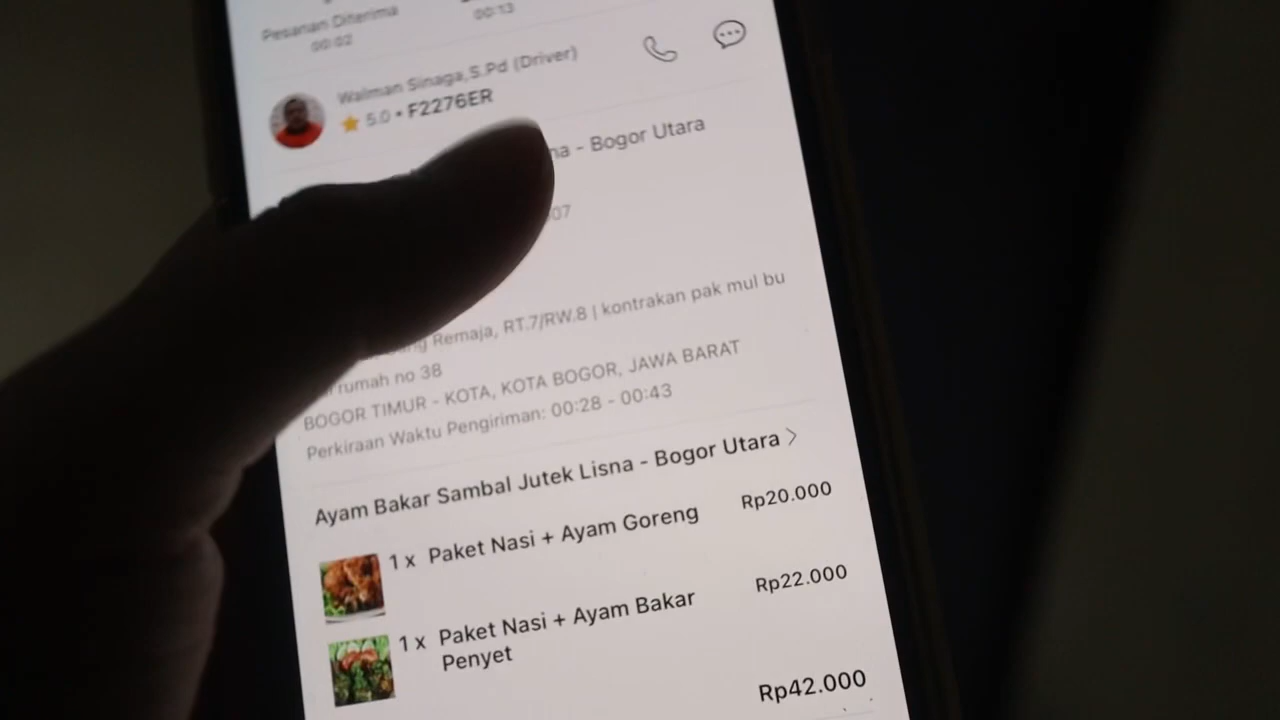 Pesanan Diterima
00:02
00:13
Walman Sinaga,S.Pd (Driver)
5.0 • F2276ER
na - Bogor Utara
07
ng Remaja, RT.7/RW.8 | kontrakan pak mul bu
rumah no 38
BOGOR TIMUR - KOTA, KOTA BOGOR, JAWA BARAT
Perkiraan Waktu Pengiriman: 00:28 - 00:43
Ayam Bakar Sambal Jutek Lisna - Bogor Utara >
1 x Paket Nasi + Ayam Goreng Rp20.000
1 x Paket Nasi + Ayam Bakar Rp22.000
Penyet
Rp42.000